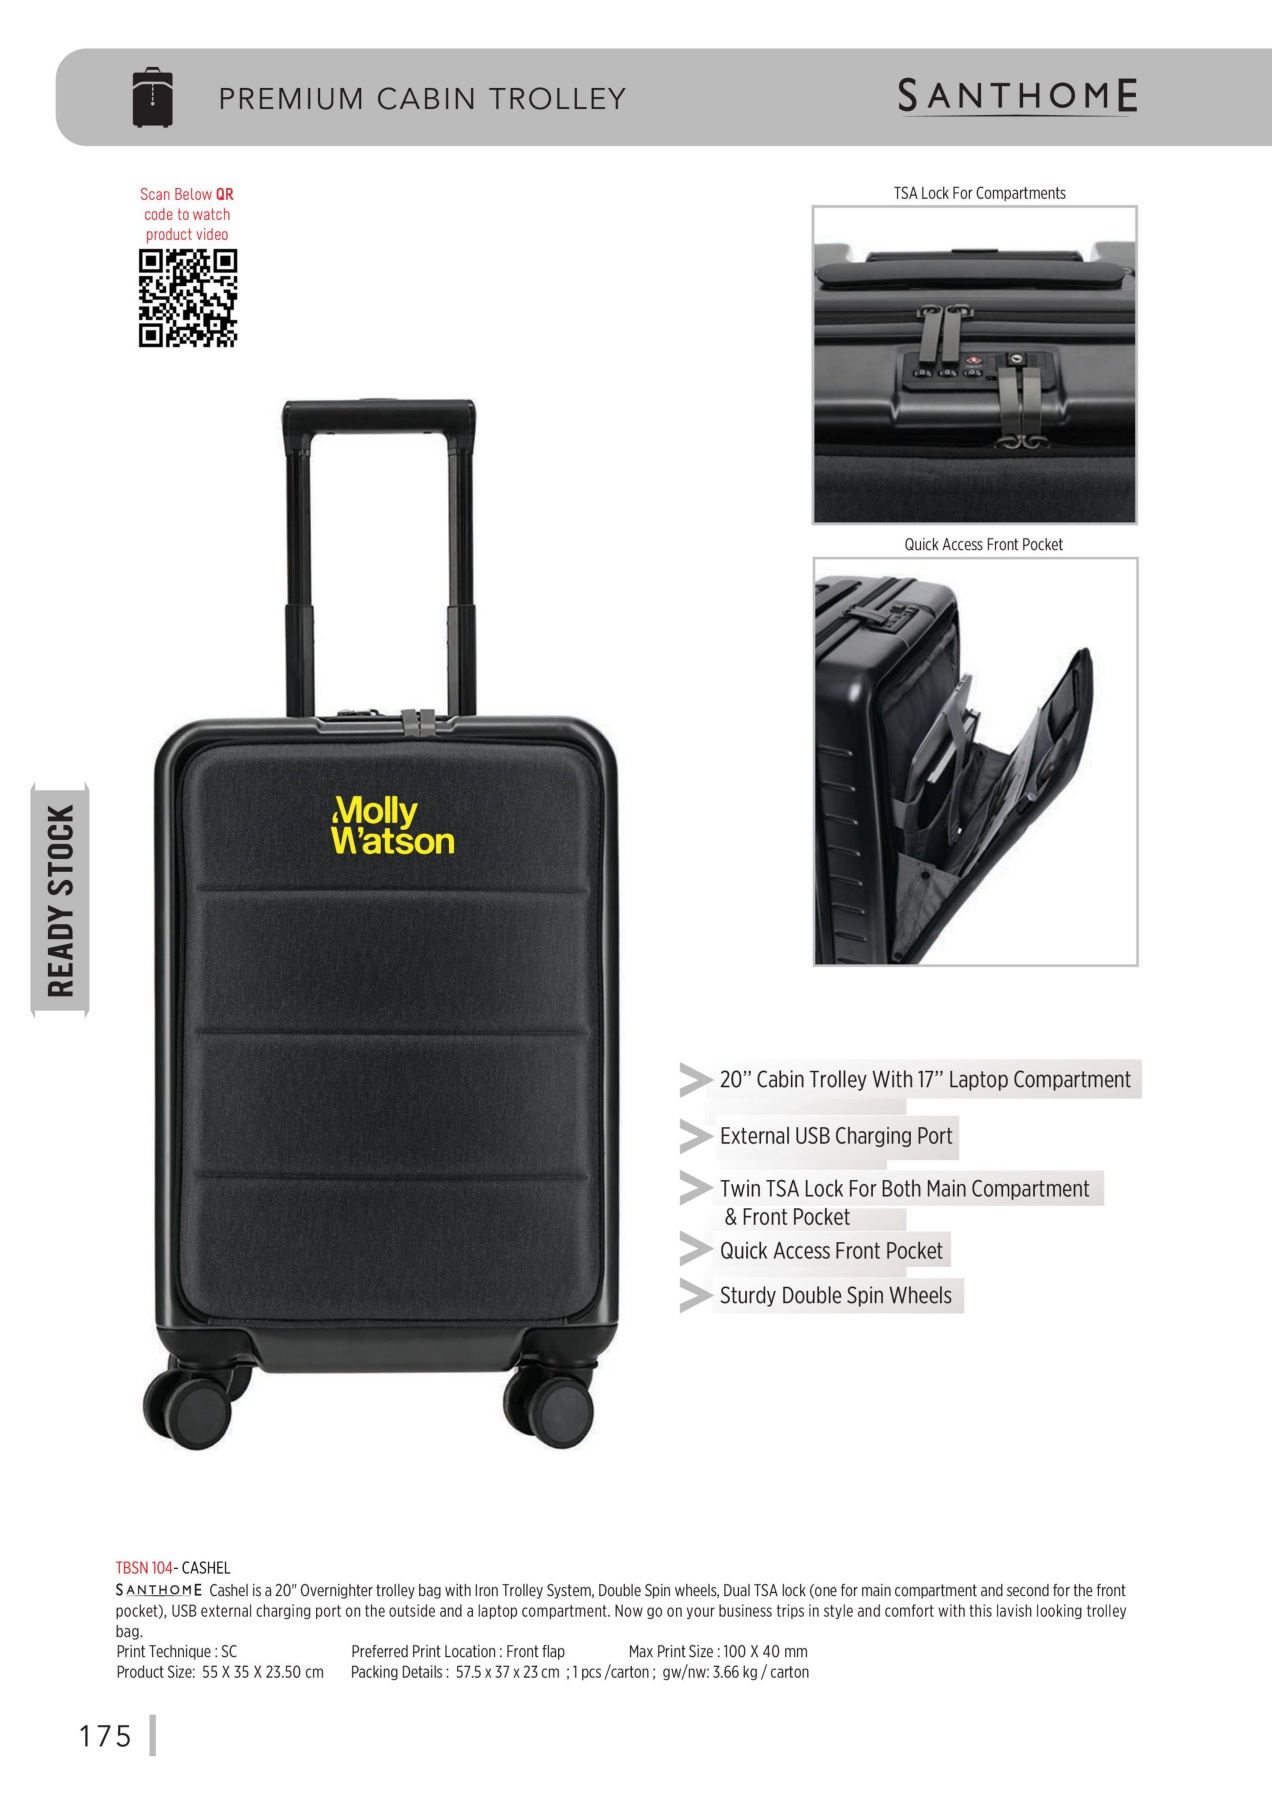 PREMIUM CABIN TROLLEY
SANTHOME
Scan Below QR
code to watch
product video
TSA Lock For Compartments
Quick Access Front Pocket
Molly
Watson
READY STOCK
20” Cabin Trolley With 17” Laptop Compartment
External USB Charging Port
Twin TSA Lock For Both Main Compartment
& Front Pocket
Quick Access Front Pocket
Sturdy Double Spin Wheels
TBSN 104- CASHEL
SANTHOME Cashel is a 20" Overnighter trolley bag with Iron Trolley System, Double Spin wheels, Dual TSA lock (one for main compartment and second for the front
pocket), USB external charging port on the outside and a laptop compartment. Now go on your business trips in style and comfort with this lavish looking trolley
bag.
Print Technique : SC Preferred Print Location : Front flap Max Print Size : 100 X 40 mm
Product Size: 55 X 35 X 23.50 cm Packing Details : 57.5 x 37 x 23 cm ; 1 pcs /carton ; gw/nw: 3.66 kg / carton
175